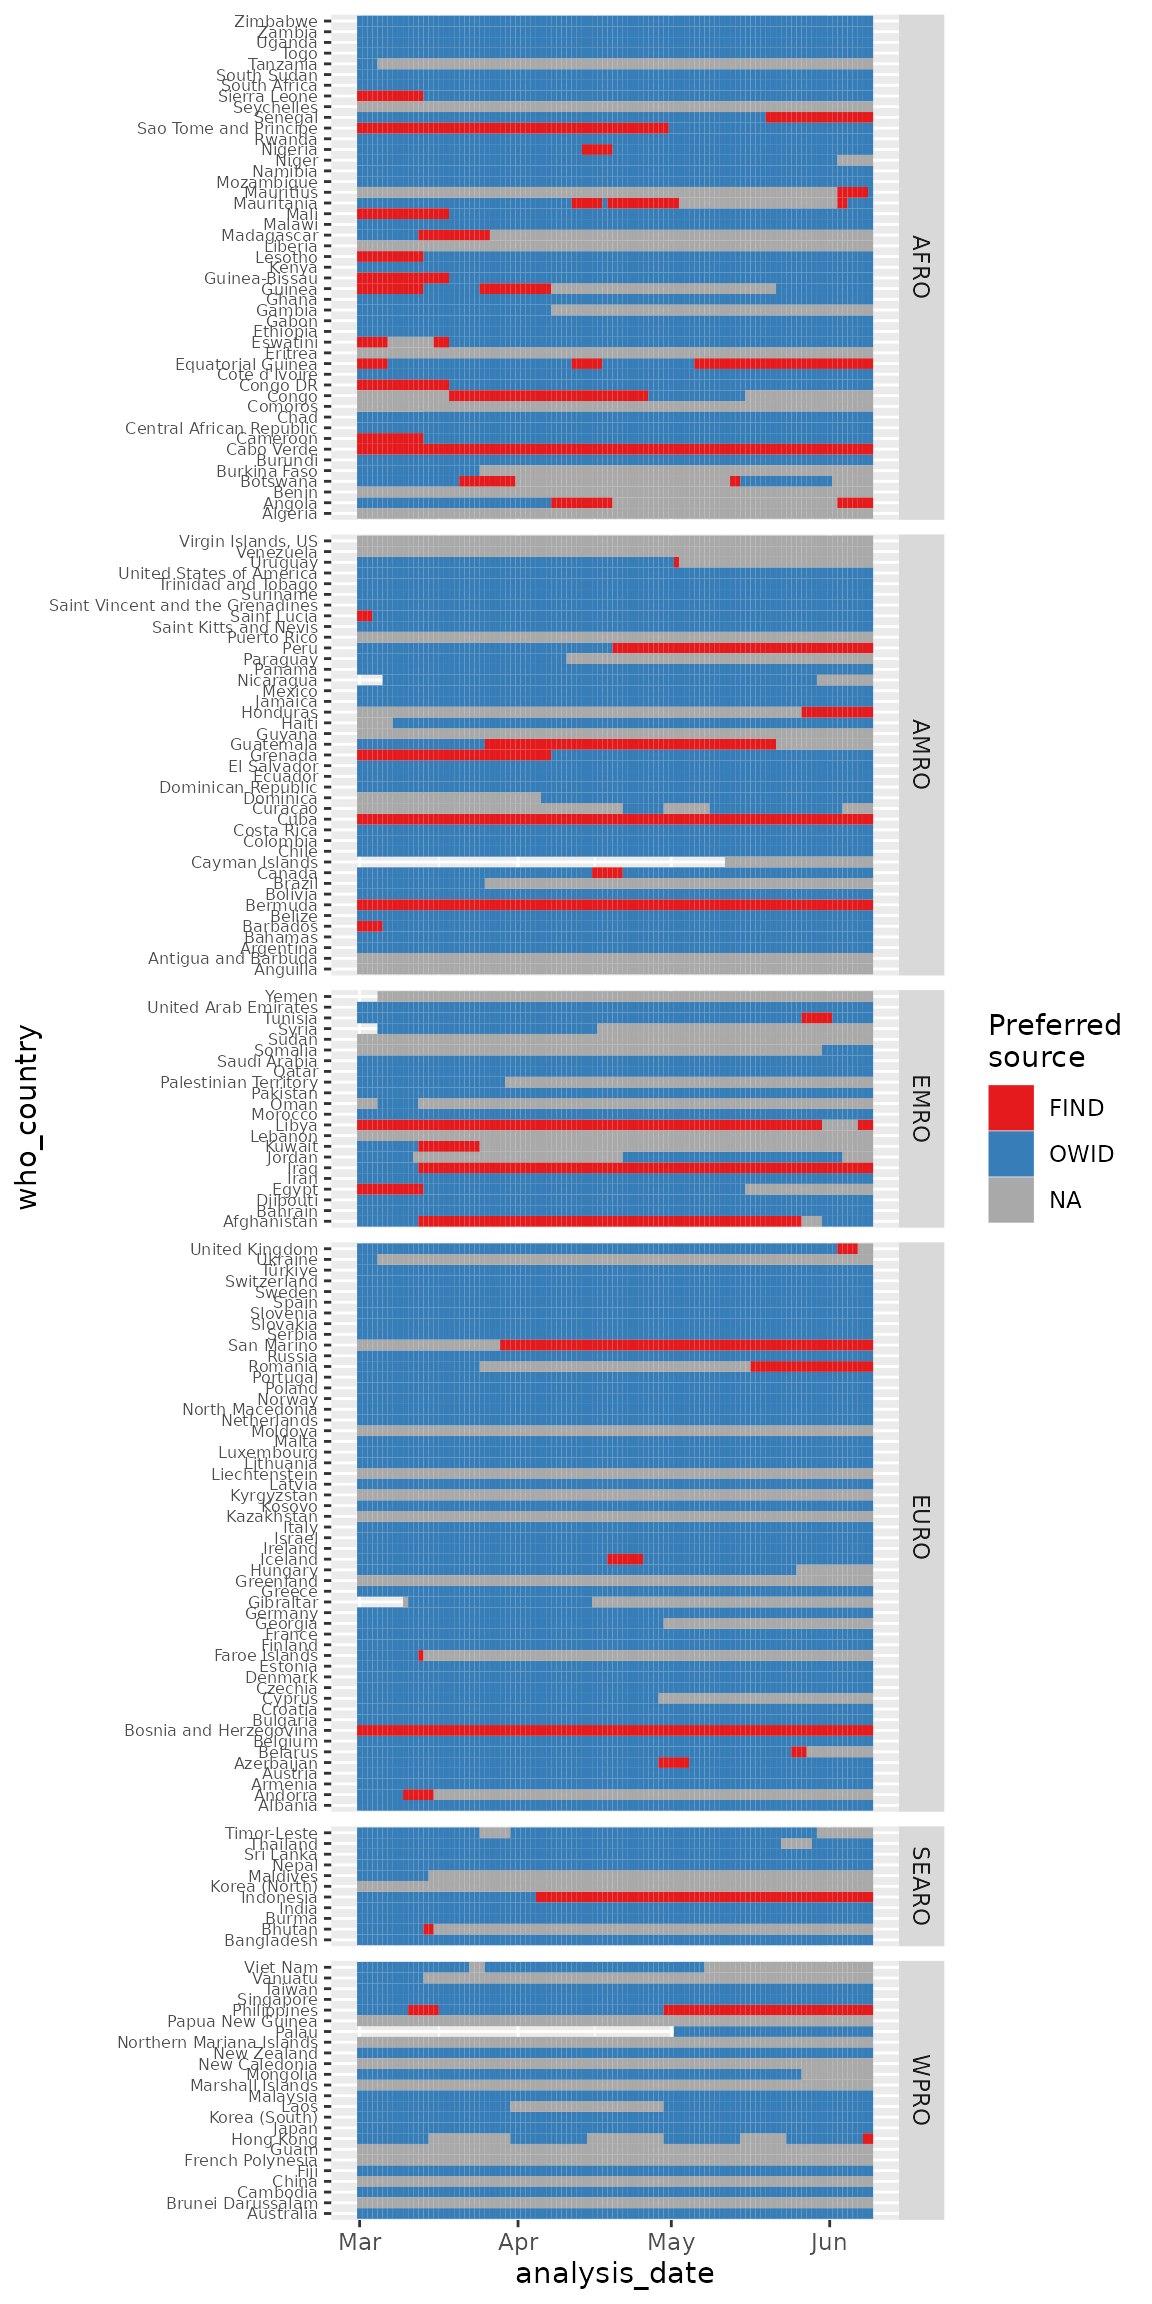 Zimbabwe
Zambia
Uganda
Togo
Tanzania
South Sudan
South Africa
Sierra Leone
Seychelles
Senegal
Sao Tome and Principe
Rwanda
Nigeria
Niger
Namibia
Mozambique
Mauritius
Mauritania
Mali
Malawi
Madagascar
Liberia
Lesotho
Kenya
Guinea-Bissau
Guinea
Ghana
Gambia
Gabon
Ethiopia
Eswatini
Eritrea
Equatorial Guinea
Cote d'Ivoire
Congo DR
Congo
Comoros
Chad
Central African Republic
Cameroon
Cabo Verde
Burundi
Burkina Faso
Botswana
Benin
Angola
Algeria
AFRO
Virgin Islands, US
Venezuela
Uruguay
United States of America
Trinidad and Tobago
Suriname
Saint Vincent and the Grenadines
Saint Lucia
Saint Kitts and Nevis
Puerto Rico
Peru
Paraguay
Panama
Nicaragua
Mexico
Jamaica
Honduras
Haiti
Guyana
Guatemala
Grenada
El Salvador
Ecuador
Dominican Republic
Dominica
Curacao
Cuba
Costa Rica
Colombia
Chile
Cayman Islands
Canada
Brazil
Bolivia
Bermuda
Belize
Barbados
Bahamas
Argentina
Antigua and Barbuda
Anguilla
AMRO
Yemen
United Arab Emirates
Tunisia
Syria
Sudan
Somalia
Saudi Arabia
Qatar
Palestinian Territory
Pakistan
Oman
Morocco
Libya
Lebanon
Kuwait
Jordan
Iraq
Iran
Egypt
Djibouti
Bahrain
Afghanistan
EMRO
United Kingdom
Ukraine
Türkiye
Switzerland
Sweden
Spain
Slovenia
Slovakia
Serbia
San Marino
Russia
Romania
Portugal
Poland
Norway
North Macedonia
Netherlands
Moldova
Malta
Luxembourg
Lithuania
Liechtenstein
Latvia
Kyrgyzstan
Kosovo
Kazakhstan
Italy
Israel
Ireland
Iceland
Hungary
Greenland
Greece
Gibraltar
Germany
Georgia
France
Finland
Faroe Islands
Estonia
Denmark
Czechia
Cyprus
Croatia
Bulgaria
Bosnia and Herzegovina
Belgium
Belarus
Azerbaijan
Austria
Armenia
Andorra
Albania
EURO
Timor-Leste
Thailand
Sri Lanka
Nepal
Maldives
Korea (North)
Indonesia
India
Burma
Bhutan
Bangladesh
SEARO
Viet Nam
Vanuatu
Taiwan
Singapore
Philippines
Papua New Guinea
Palau
Northern Mariana Islands
New Zealand
New Caledonia
Mongolia
Marshall Islands
Malaysia
Laos
Korea (South)
Japan
Hong Kong
Guam
French Polynesia
Fiji
China
Cambodia
Brunei Darussalam
Australia
WPRO
Mar Apr May Jun
analysis_date
who_country
Preferred
source
FIND
OWID
NA